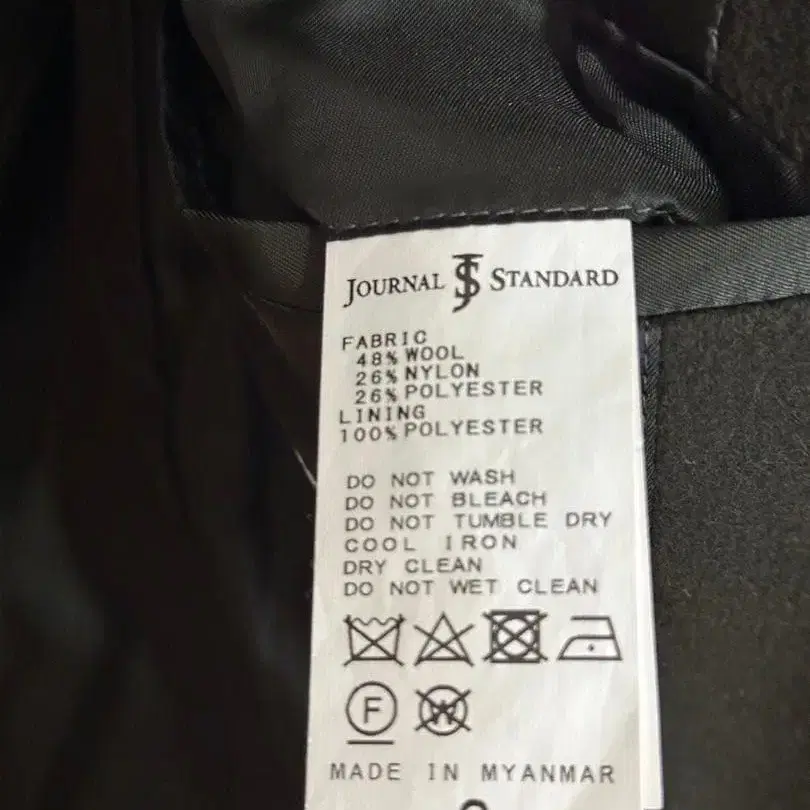 JOURNAL JS STANDARD
FABRIC
48% WOOL
26% NYLON
26% POLYESTER
LINING
100% POLYESTER
DO NOT WASH
DO NOT BLEACH
DO NOT TUMBLE DRY
COOL IRON
DRY CLEAN
DO NOT WET CLEAN
F W
MADE IN MYANMAR